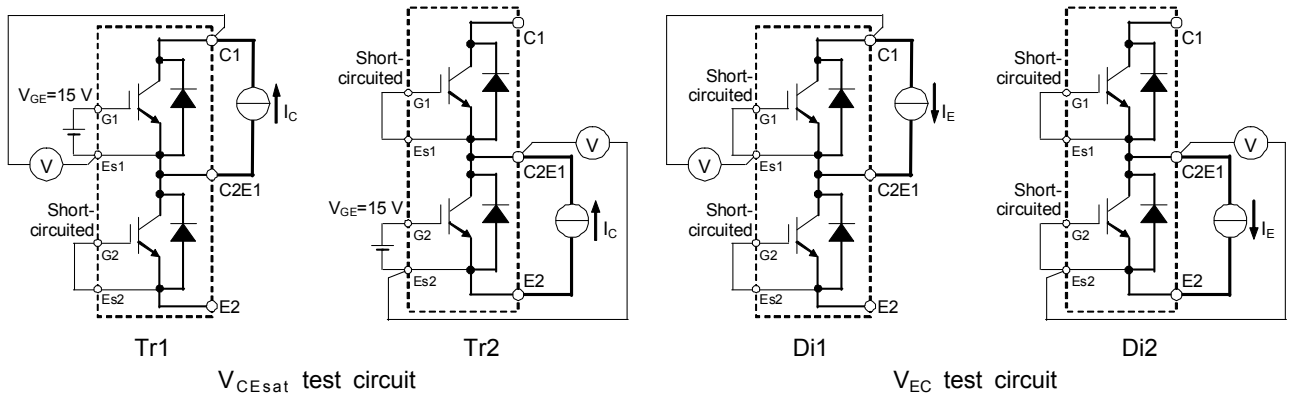 C1
V_GE=15 V
G1
V
Es1
I_C
C2E1
Short-
circuited
G2
Es2
E2
Tr1
C1
Short-
circuited
G1
Es1
V
C2E1
V_GE=15 V
G2
I_C
Es2
E2
Tr2
V_CEsat test circuit
C1
Short-
circuited
G1
I_E
V
Es1
C2E1
Short-
circuited
G2
Es2
E2
Di1
C1
Short-
circuited
G1
Es1
V
C2E1
Short-
circuited
G2
I_E
Es2
E2
Di2
V_EC test circuit